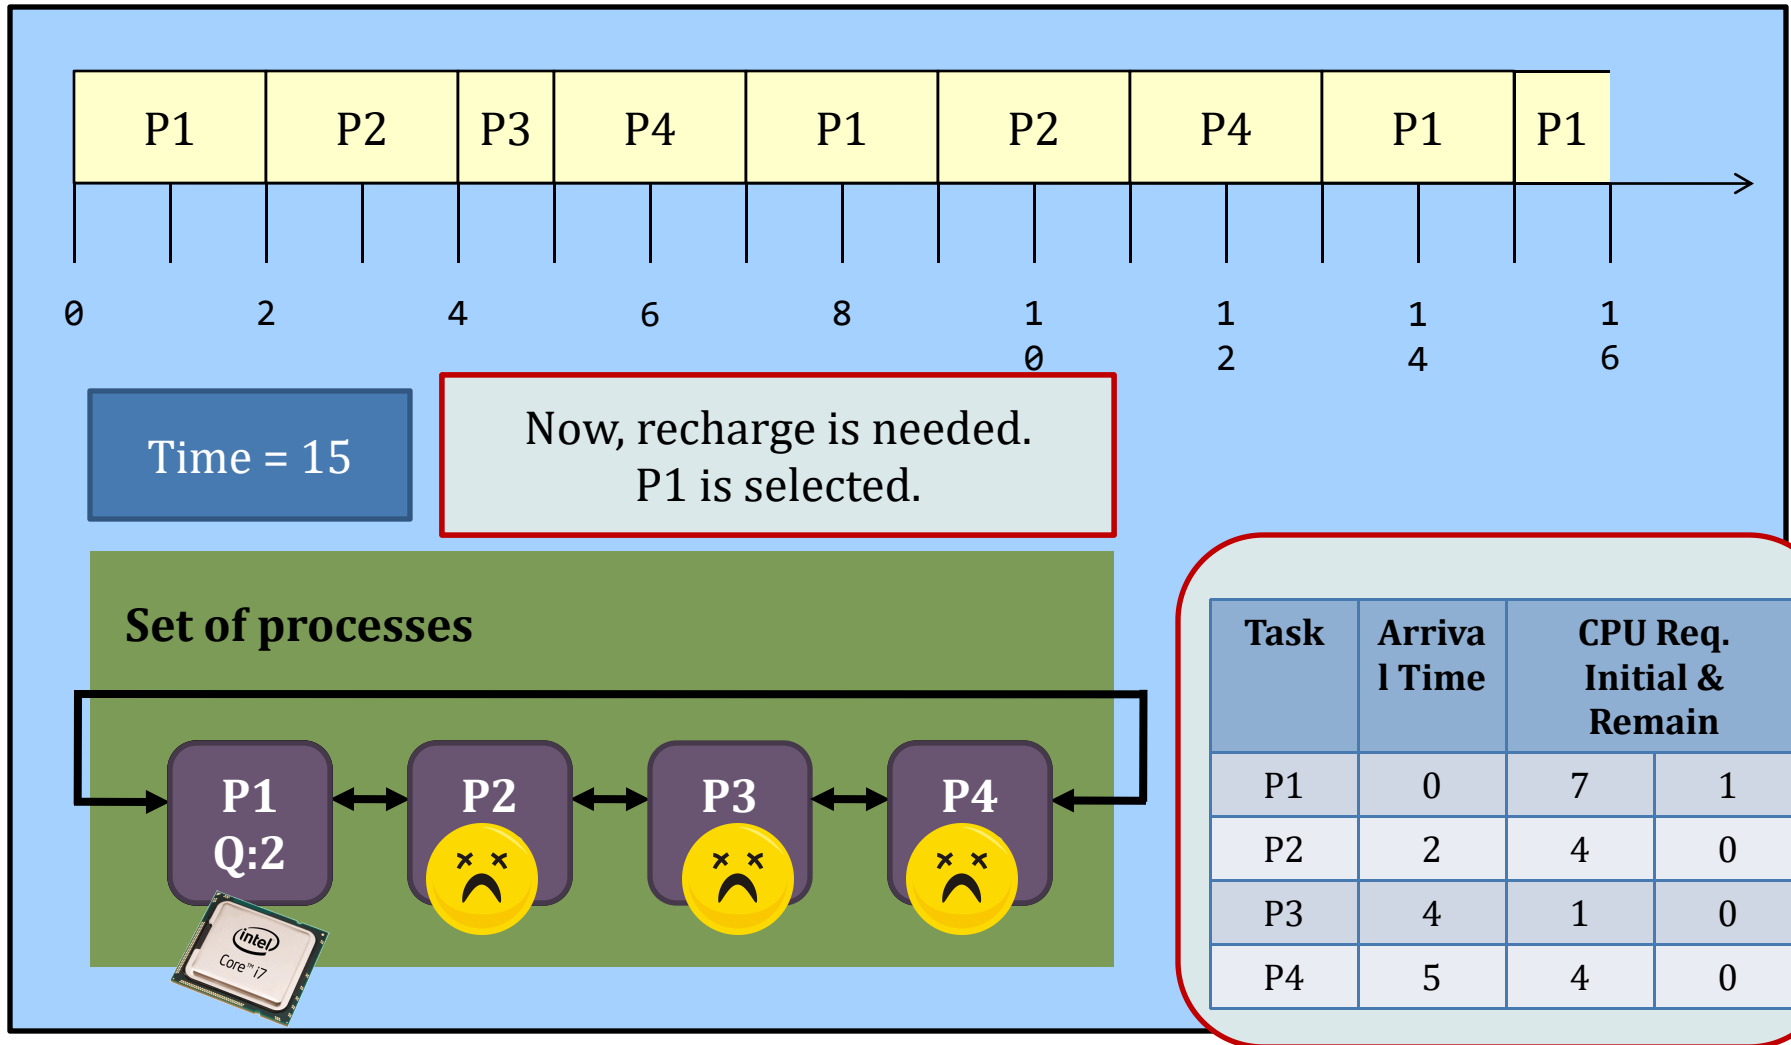 P1 P2 P3 P4 P1 P2 P4 P1 P1
0 2 4 6 8 1 1 1 1
0 2 4 6
Time = 15
Now, recharge is needed.
P1 is selected.
Set of processes
P1 P2 P3 P4
Q:2
intel
Core™ i7
Task Arriva CPU Req.
l Time Initial &
Remain
P1 0 7 1
P2 2 4 0
P3 4 1 0
P4 5 4 0